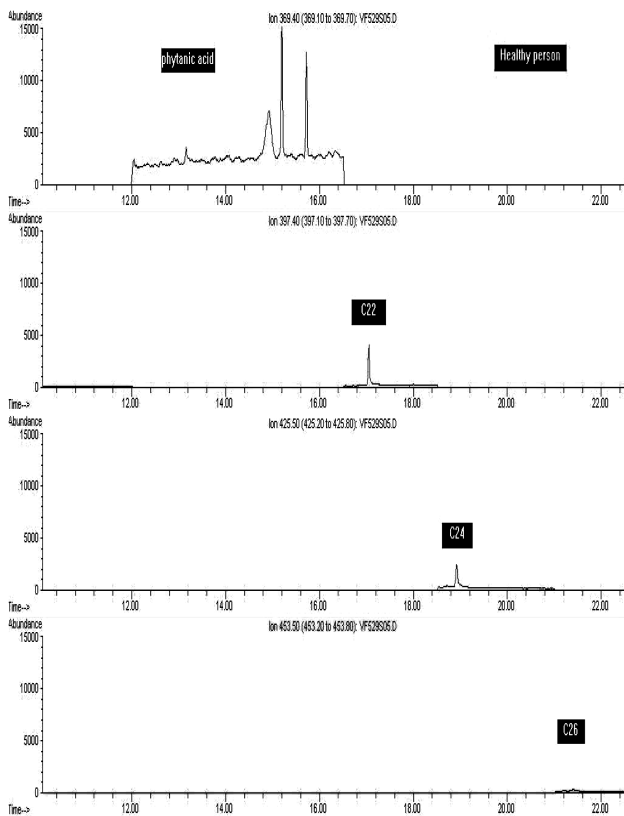 Abundance
Ion 369.40 (369.10 to 369.70): VF529S05.D
15000
phytanic acid
Healthy person
10000
5000
0
12.00 14.00 16.00 18.00 20.00 22.00
Time-->
Abundance
Ion 397.40 (397.10 to 397.70): VF529S05.D
15000
10000
C22
5000
0
12.00 14.00 16.00 18.00 20.00 22.00
Time-->
Abundance
Ion 425.50 (425.20 to 425.80): VF529S05.D
15000
10000
C24
5000
0
12.00 14.00 16.00 18.00 20.00 22.00
Time-->
Abundance
Ion 453.50 (453.20 to 453.80): VF529S05.D
15000
10000
C26
5000
0
12.00 14.00 16.00 18.00 20.00 22.00
Time-->